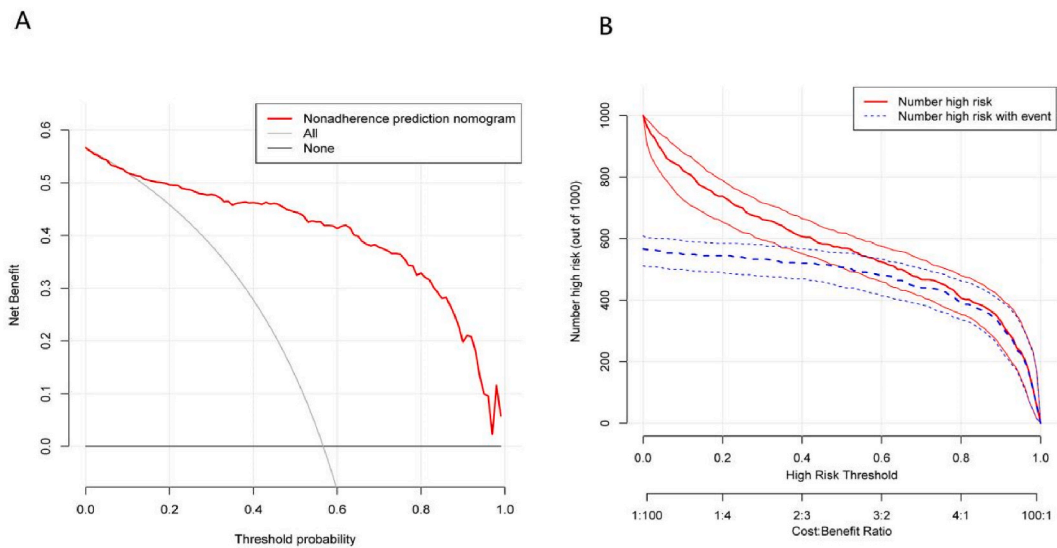 A
Nonadherence prediction nomogram
All
None
Net Benefit
0.6
0.5
0.4
0.3
0.2
0.1
0.0
0.0 0.2 0.4 0.6 0.8 1.0
Threshold probability
B
Number high risk
Number high risk with event
Number high risk (out of 1000)
1000
800
600
400
200
0
0.0 0.2 0.4 0.6 0.8 1.0
High Risk Threshold
1:100 1:4 2:3 3:2 4:1 100:1
Cost:Benefit Ratio